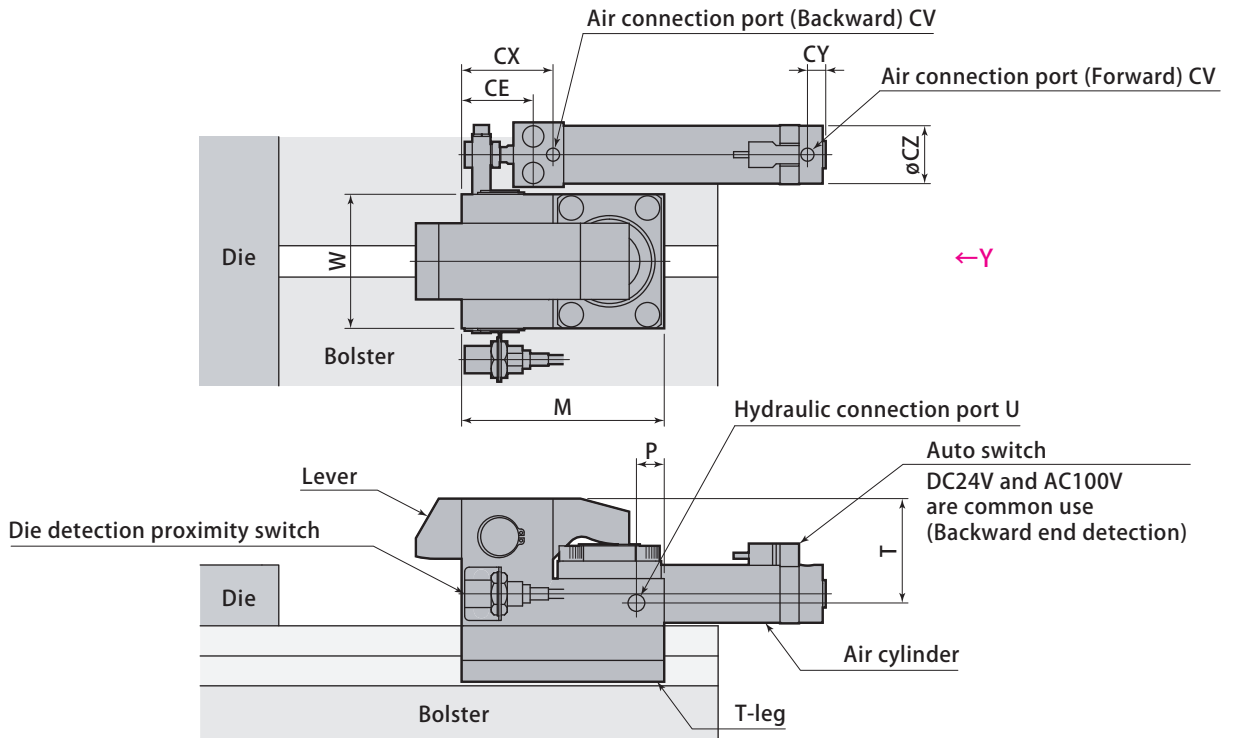 Air connection port (Backward) CV
CX
CY
Air connection port (Forward) CV
CE
øCZ
Die
W
←Y
Bolster
M
Hydraulic connection port U
P
Auto switch
DC24V and AC100V
are common use
(Backward end detection)
Lever
Die detection proximity switch
T
Die
Air cylinder
Bolster
T-leg